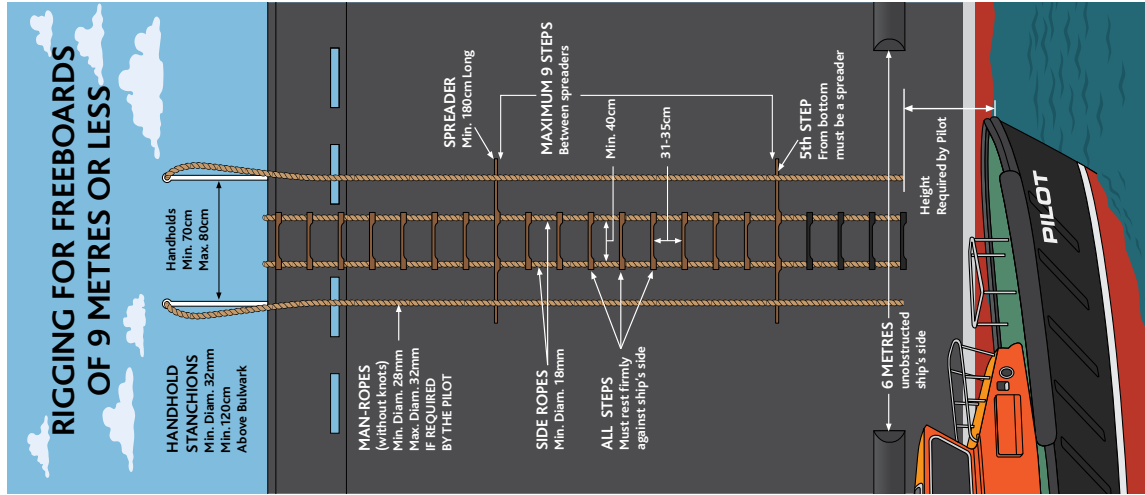 RIGGING FOR FREEBOARDS
OF 9 METRES OR LESS
HANDHOLD
STANCHIONS
Min. Diam. 32mm
Min.120cm
Above Bulwark
Handholds
Min. 70cm
Max. 80cm
MAN-ROPES
(without knots)
Min. Diam. 28mm
Max. Diam. 32mm
IF REQUIRED
BY THE PILOT
SPREADER
Min. 180cm Long
MAXIMUM 9 STEPS
Between spreaders
SIDE ROPES
Min. Diam. 18mm
Min. 40cm
ALL STEPS
Must rest firmly
against ship's side
31-35cm
5th STEP
From bottom
must be a spreader
6 METRES
unobstructed
ship's side
Height
Required by Pilot
PILOT